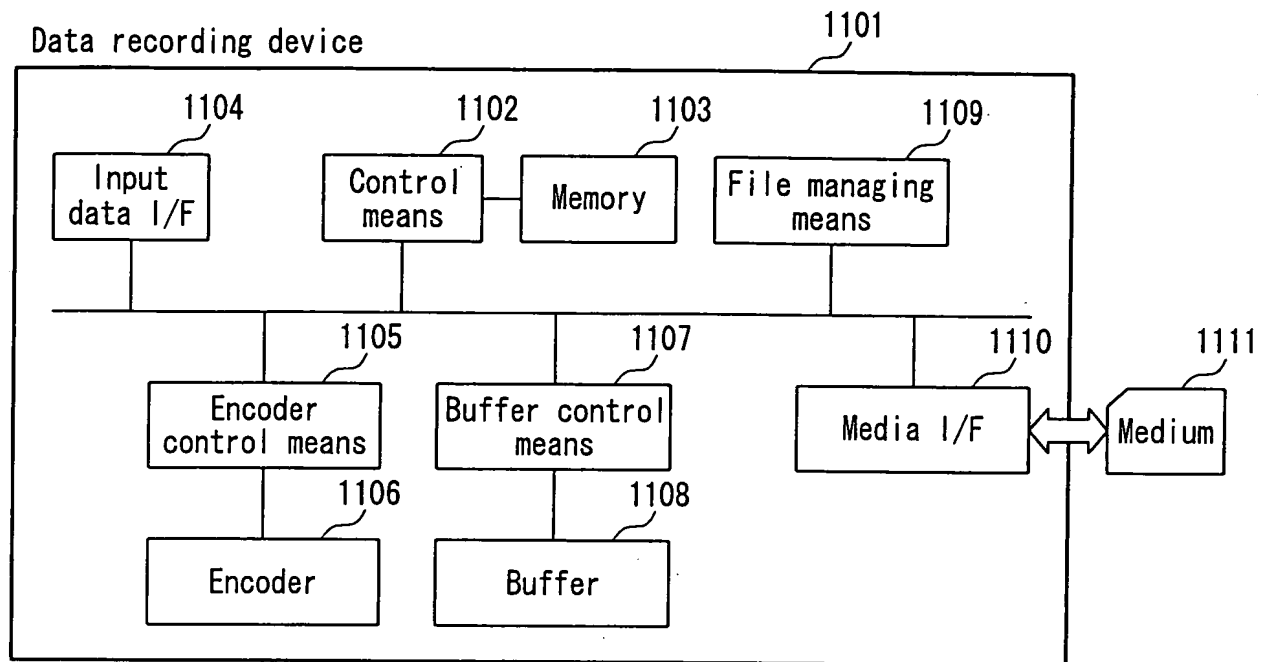 Data recording device
1101
1104
1102
1103
1109
Input
data I/F
Control
means
Memory
File managing
means
1105
1107
1110
1111
Encoder
control means
Buffer control
means
Media I/F
Medium
1106
1108
Encoder
Buffer